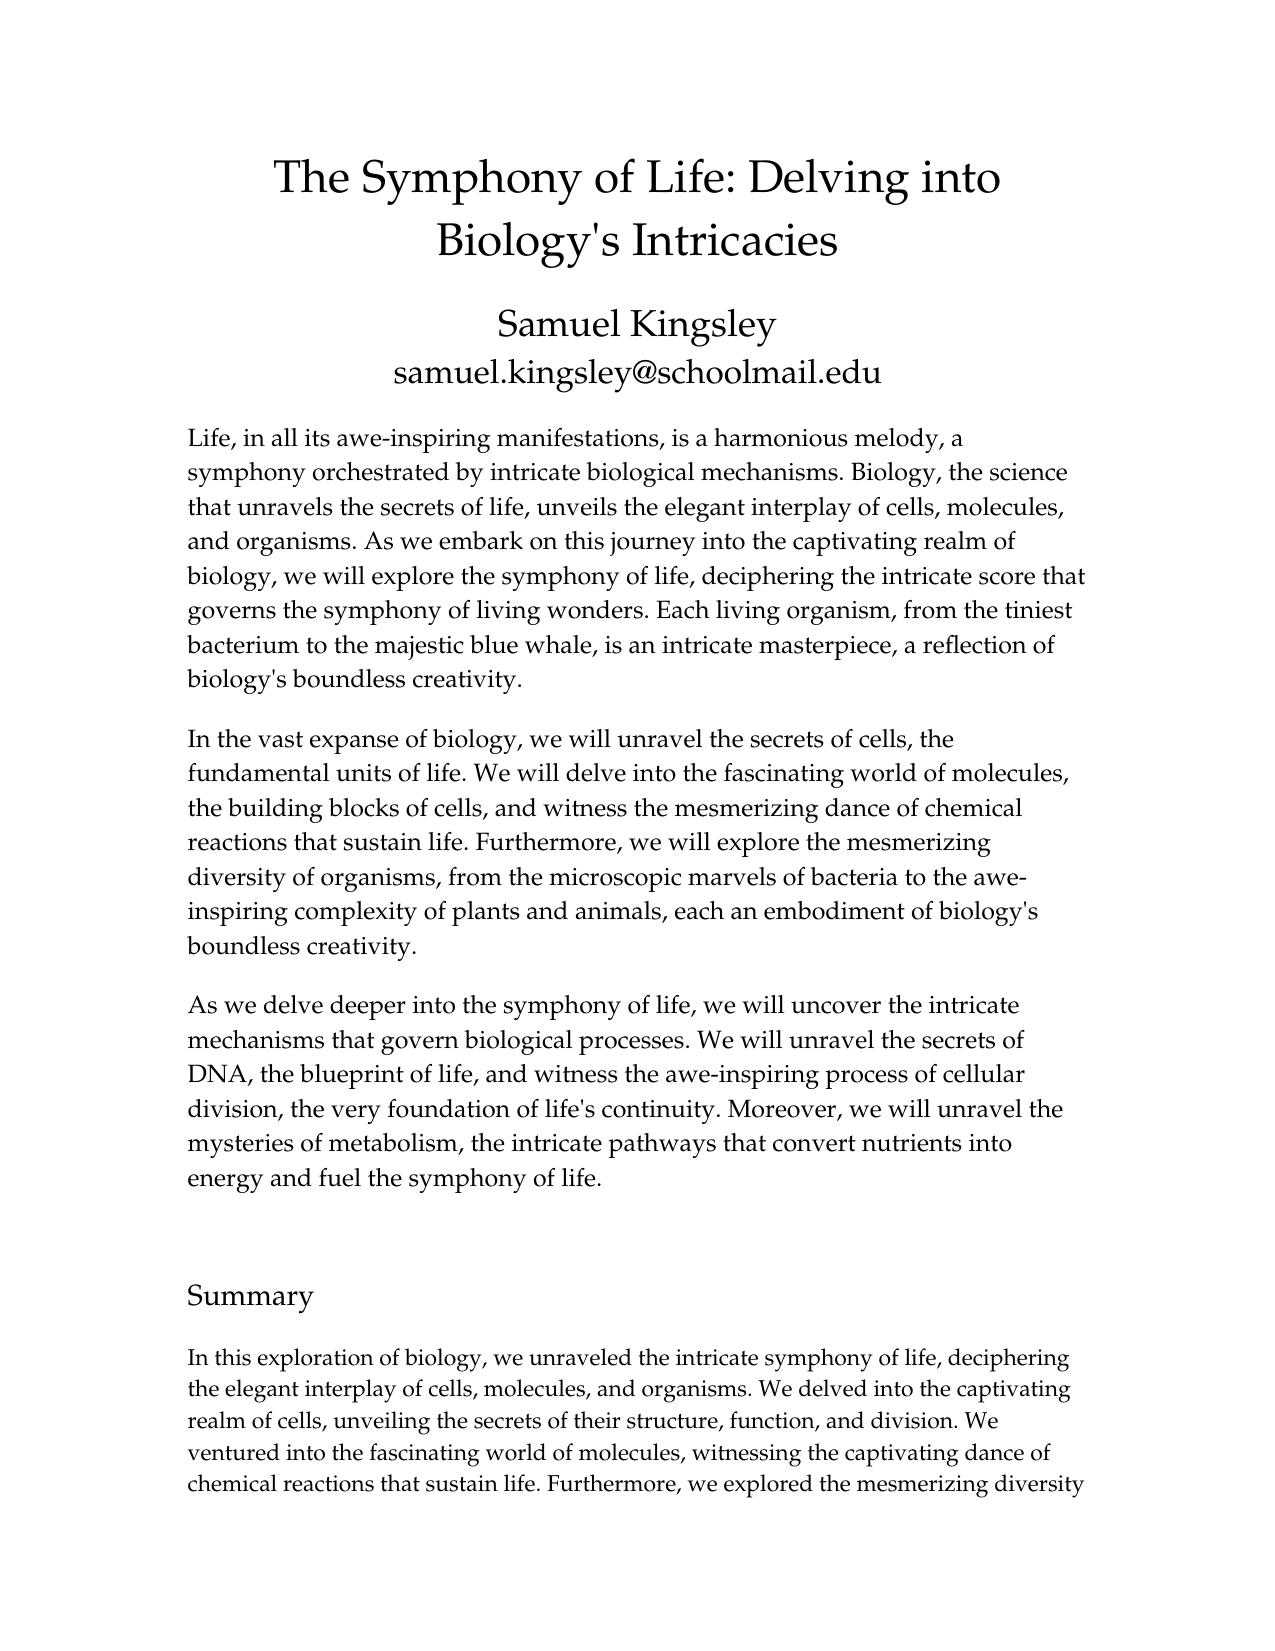 The Symphony of Life: Delving into
Biology's Intricacies
Samuel Kingsley
samuel.kingsley@schoolmail.edu
Life, in all its awe-inspiring manifestations, is a harmonious melody, a
symphony orchestrated by intricate biological mechanisms. Biology, the science
that unravels the secrets of life, unveils the elegant interplay of cells, molecules,
and organisms. As we embark on this journey into the captivating realm of
biology, we will explore the symphony of life, deciphering the intricate score that
governs the symphony of living wonders. Each living organism, from the tiniest
bacterium to the majestic blue whale, is an intricate masterpiece, a reflection of
biology's boundless creativity.
In the vast expanse of biology, we will unravel the secrets of cells, the
fundamental units of life. We will delve into the fascinating world of molecules,
the building blocks of cells, and witness the mesmerizing dance of chemical
reactions that sustain life. Furthermore, we will explore the mesmerizing
diversity of organisms, from the microscopic marvels of bacteria to the awe-
inspiring complexity of plants and animals, each an embodiment of biology's
boundless creativity.
As we delve deeper into the symphony of life, we will uncover the intricate
mechanisms that govern biological processes. We will unravel the secrets of
DNA, the blueprint of life, and witness the awe-inspiring process of cellular
division, the very foundation of life's continuity. Moreover, we will unravel the
mysteries of metabolism, the intricate pathways that convert nutrients into
energy and fuel the symphony of life.
Summary
In this exploration of biology, we unraveled the intricate symphony of life, deciphering
the elegant interplay of cells, molecules, and organisms. We delved into the captivating
realm of cells, unveiling the secrets of their structure, function, and division. We
ventured into the fascinating world of molecules, witnessing the captivating dance of
chemical reactions that sustain life. Furthermore, we explored the mesmerizing diversity